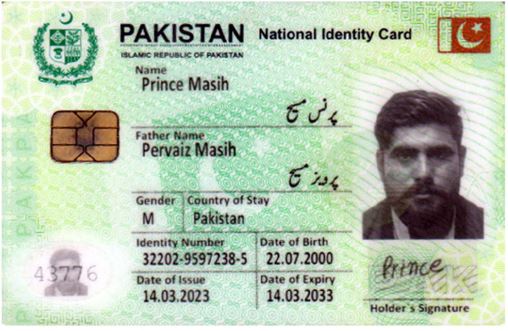 PAKISTAN National Identity Card
ISLAMIC REPUBLIC OF PAKISTAN
Name
Prince Masih
پرنس مسیح
Father Name
Pervaiz Masih
پرویز مسیح
Gender Country of Stay
M Pakistan
Identity Number Date of Birth
32202-9597238-5 22.07.2000
Date of Issue Date of Expiry
14.03.2023 14.03.2033
43776
Prince
Holder's Signature